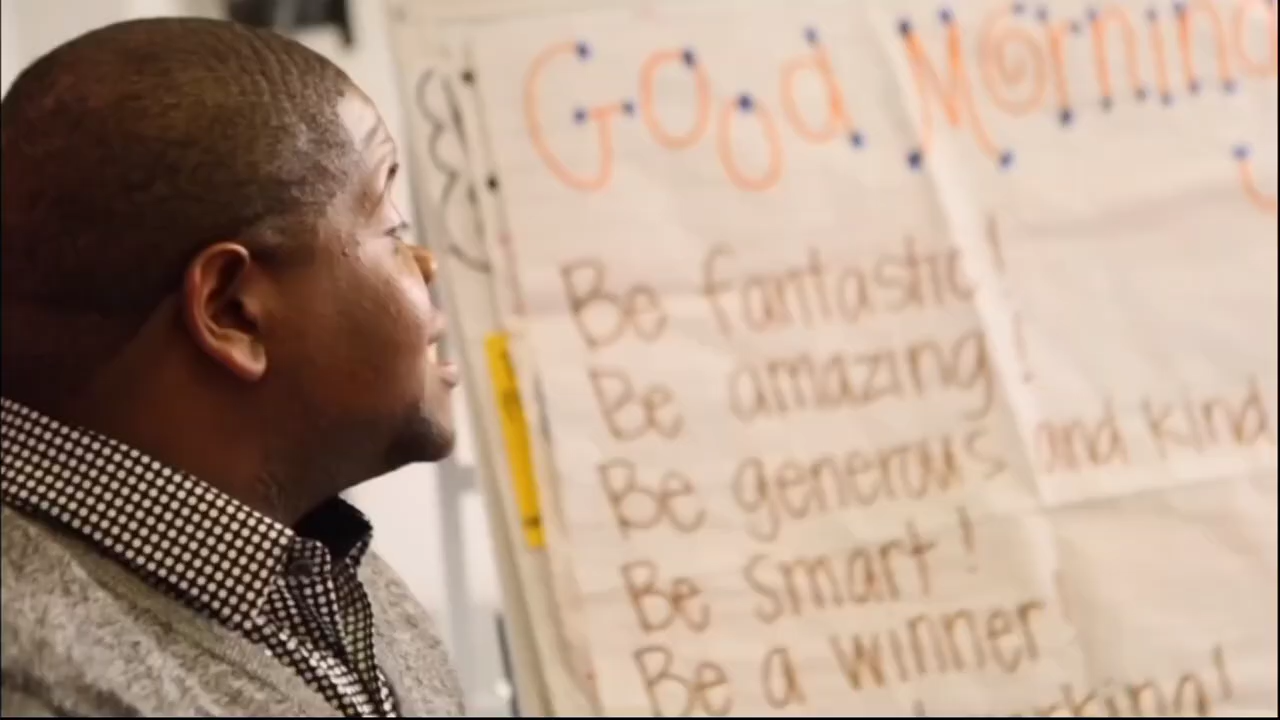 Good Morning
Be fantastic!
Be amazing!
Be generous and kind
Be smart!
Be a winner